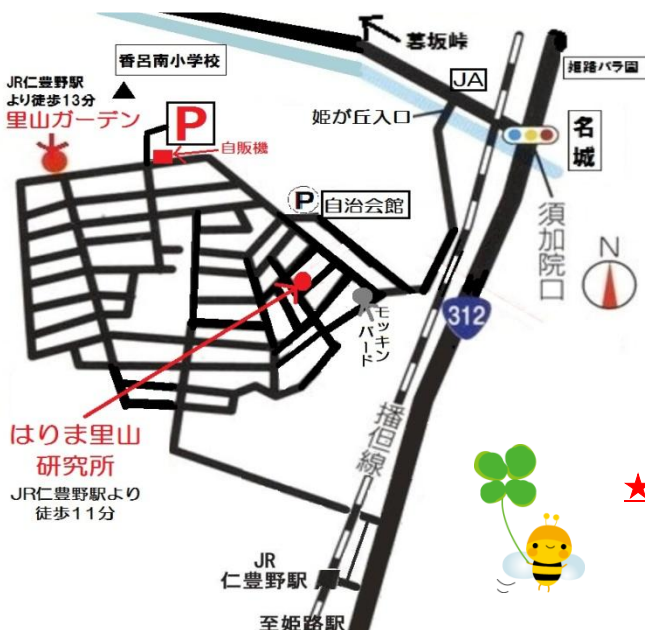 暮坂峠
香呂南小学校
姫路バラ園
JR仁豊野駅
より徒歩13分
里山ガーデン
P
自販機
JA
姫が丘入口
名城
須加院口
P 自治会館
N
312
モッキン
バード
播但線
はりま里山
研究所
JR仁豊野駅より
徒歩11分
JR
仁豊野駅
至姫路駅
★